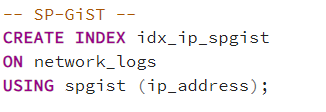 -- SP-GiST --
CREATE INDEX idx_ip_spgist
ON network_logs
USING spgist (ip_address);